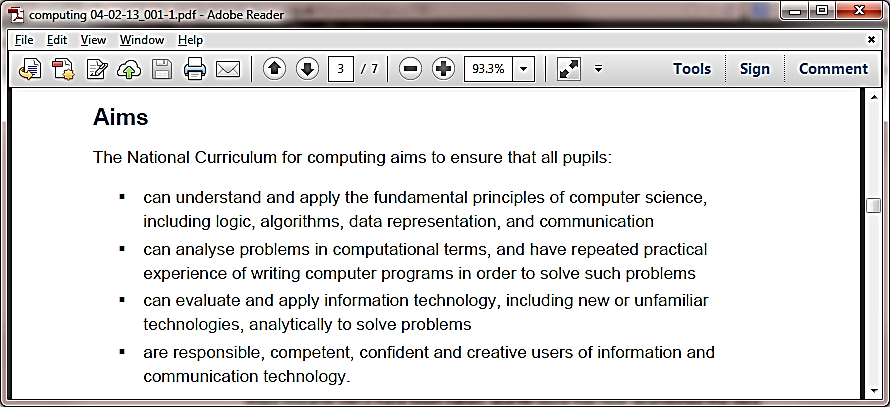 computing 04-02-13_001-1.pdf - Adobe Reader
File Edit View Window Help
3 / 7 93.3% Tools Sign Comment
Aims
The National Curriculum for computing aims to ensure that all pupils:
▪ can understand and apply the fundamental principles of computer science,
including logic, algorithms, data representation, and communication
▪ can analyse problems in computational terms, and have repeated practical
experience of writing computer programs in order to solve such problems
▪ can evaluate and apply information technology, including new or unfamiliar
technologies, analytically to solve problems
▪ are responsible, competent, confident and creative users of information and
communication technology.